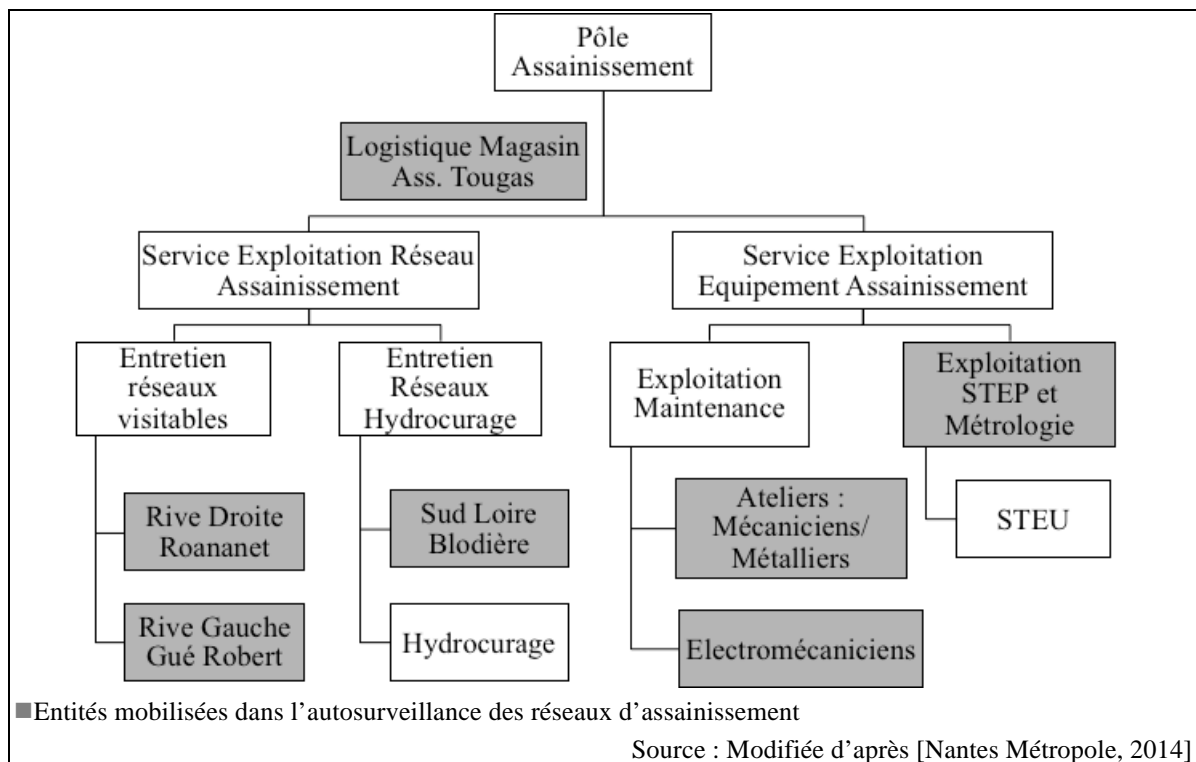 Pôle
Assainissement
Logistique Magasin
Ass. Tougas
Service Exploitation Réseau
Assainissement
Service Exploitation
Equipement Assainissement
Entretien
réseaux
visitables
Entretien
Réseaux
Hydrocurage
Exploitation
Maintenance
Exploitation
STEP et
Métrologie
Rive Droite
Roananet
Sud Loire
Blodière
Ateliers :
Mécaniciens/
Métalliers
STEU
Rive Gauche
Gué Robert
Hydrocurage
Electromécaniciens
Entités mobilisées dans l’autosurveillance des réseaux d’assainissement
Source : Modifiée d’après [Nantes Métropole, 2014]